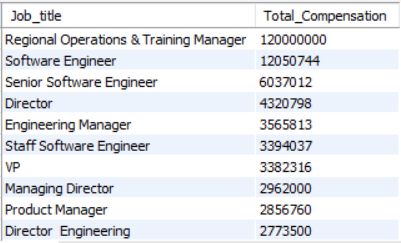 Job_title Total_Compensation
Regional Operations & Training Manager 120000000
Software Engineer 12050744
Senior Software Engineer 6037012
Director 4320798
Engineering Manager 3565813
Staff Software Engineer 3394037
VP 3382316
Managing Director 2962000
Product Manager 2856760
Director  Engineering 2773500